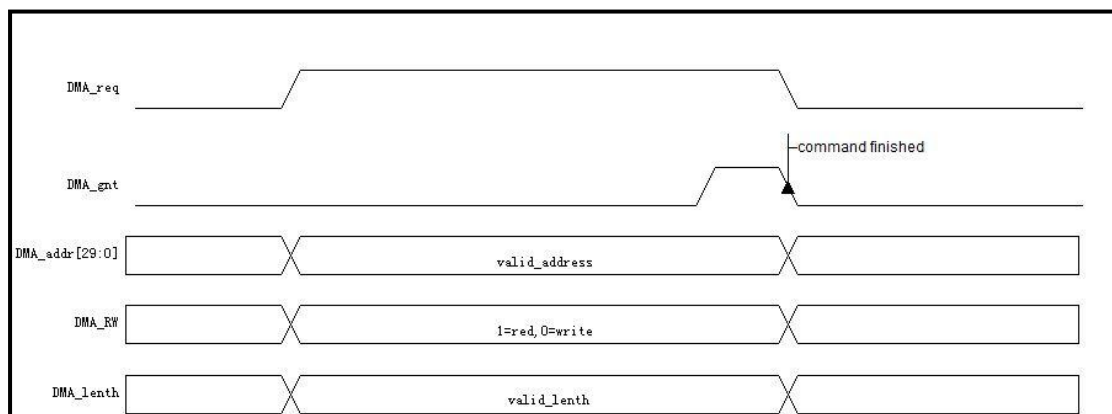 DMA_req
command finished
DMA_gnt
DMA_addr[29:0]
valid_address
DMA_RW
1=red,0=write
DMA_lenth
valid_lenth